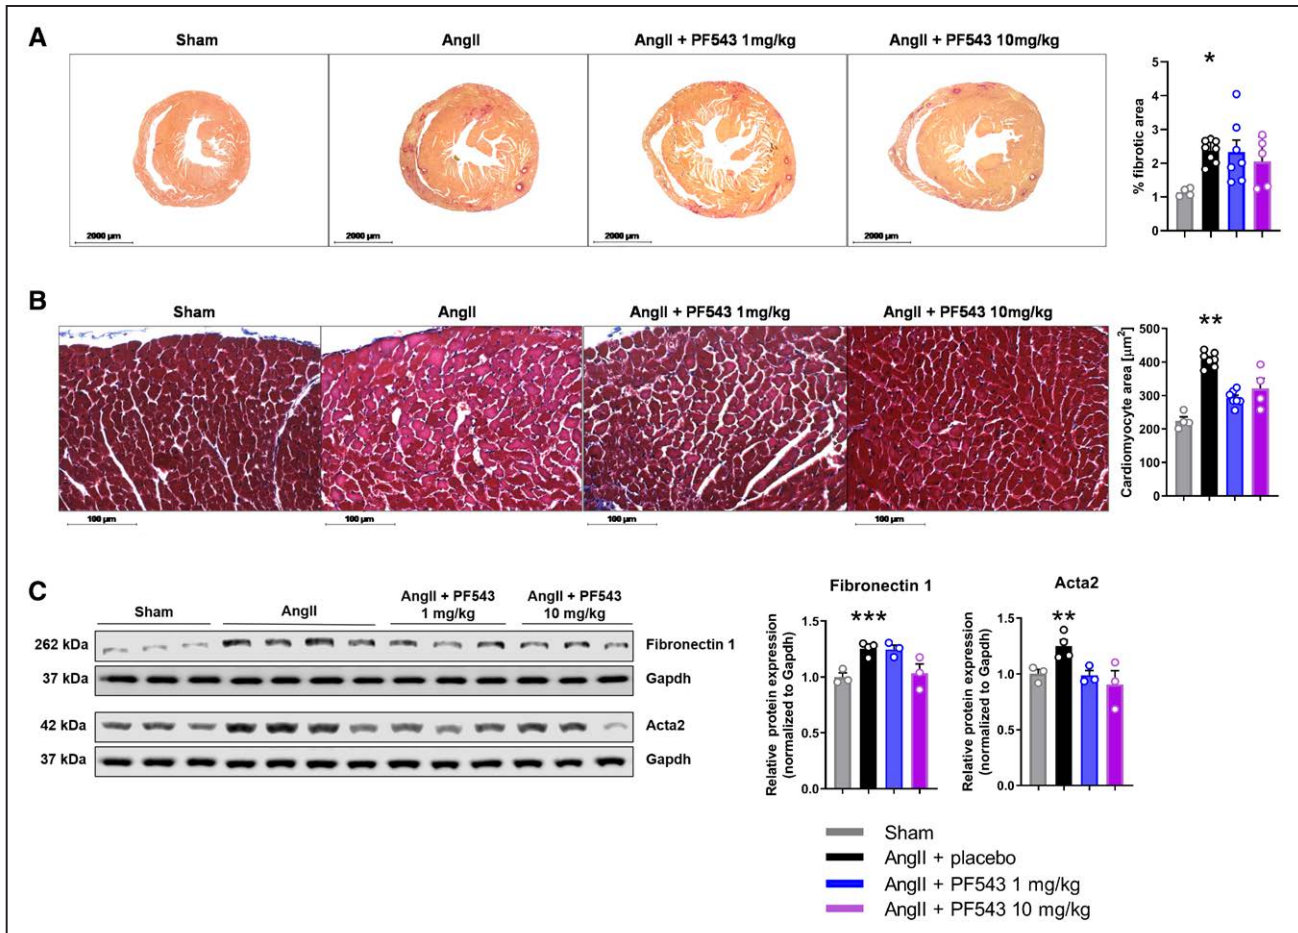 A
Sham
AngII
AngII + PF543 1mg/kg
AngII + PF543 10mg/kg
2000 µm
2000 µm
2000 µm
2000 µm
% fibrotic area
5
4
3
2
1
0
*
B
Sham
AngII
AngII + PF543 1mg/kg
AngII + PF543 10mg/kg
100 µm
100 µm
100 µm
100 µm
Cardiomyocyte area [µm²]
500
400
300
200
100
0
**
C
Sham
AngII
AngII + PF543
1 mg/kg
AngII + PF543
10 mg/kg
262 kDa
Fibronectin 1
37 kDa
Gapdh
42 kDa
Acta2
37 kDa
Gapdh
Fibronectin 1
Relative protein expression
(normalized to Gapdh)
1.5
1.0
0.5
0.0
***
Acta2
Relative protein expression
(normalized to Gapdh)
1.5
1.0
0.5
0.0
**
Sham
AngII + placebo
AngII + PF543 1 mg/kg
AngII + PF543 10 mg/kg